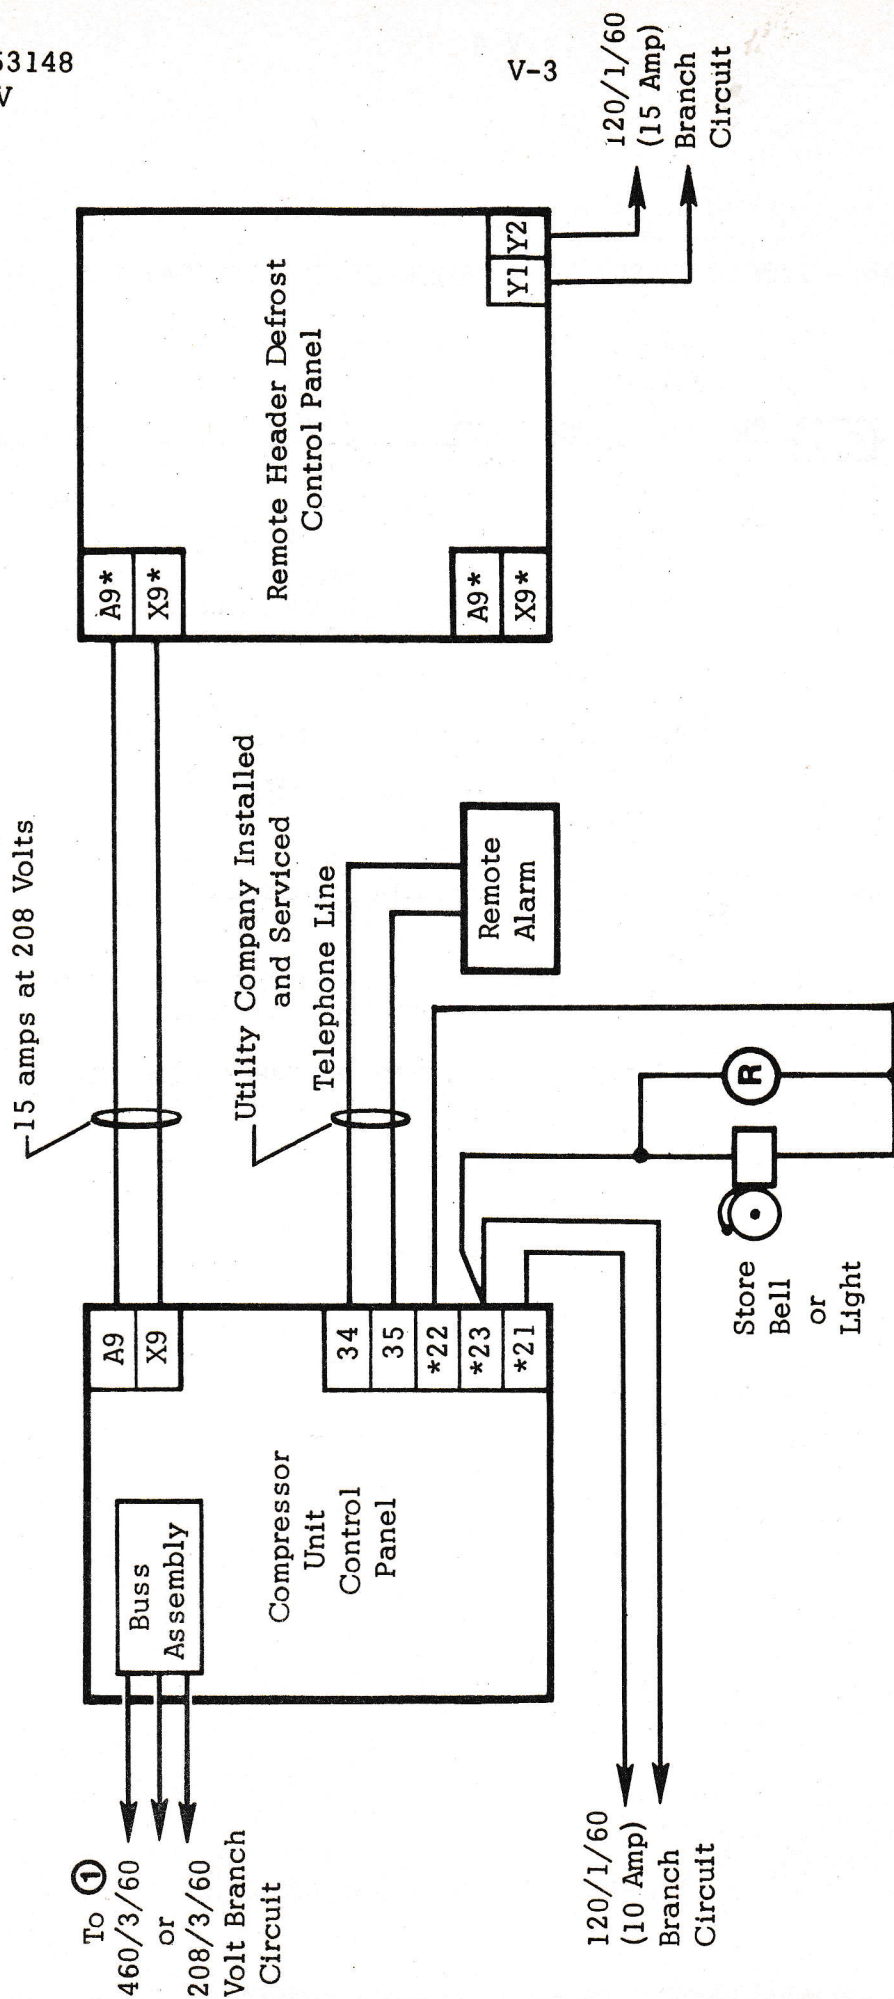 V-3
-15 amps at 208 Volts
A9*
X9*
Remote Header Defrost
Control Panel
A9*
X9*
Y1
Y2
120/1/60
(15 Amp)
Branch
Circuit
Utility Company Installed
and Serviced
Telephone Line
Remote
Alarm
R
Store
Bell
or
Light
A9
X9
34
35
*22
*23
*21
Buss
Assembly
Compressor
Unit
Control
Panel
To 1
460/3/60
or
208/3/60
Volt Branch
Circuit
120/1/60
(10 Amp)
Branch
Circuit